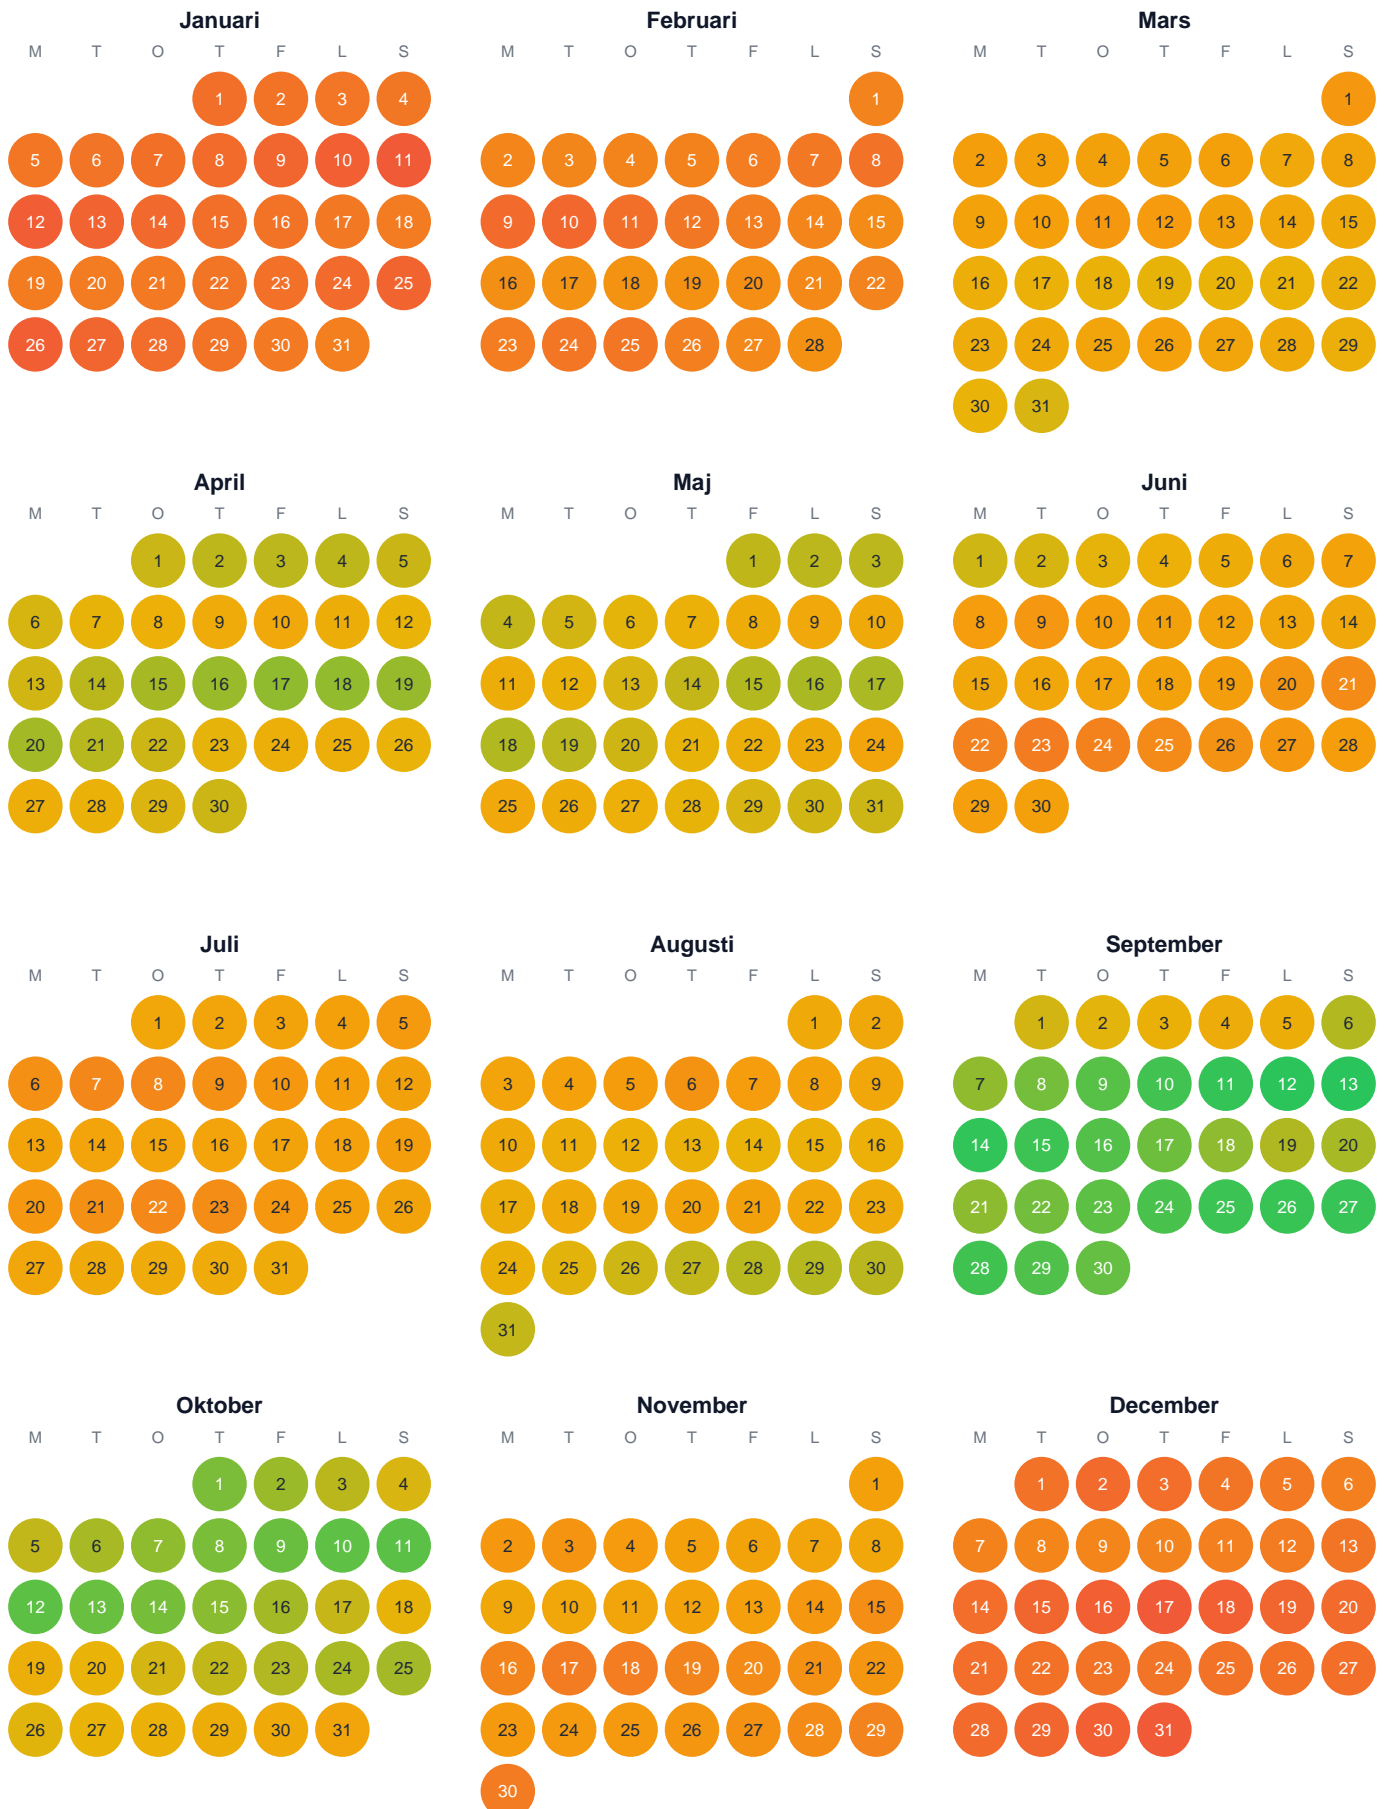 Januari Februari Mars
M T O T F L S M T O T F L S M T O T F L S
1 2 3 4 1 1
5 6 7 8 9 10 11 2 3 4 5 6 7 8 2 3 4 5 6 7 8
12 13 14 15 16 17 18 9 10 11 12 13 14 15 9 10 11 12 13 14 15
19 20 21 22 23 24 25 16 17 18 19 20 21 22 16 17 18 19 20 21 22
26 27 28 29 30 31 23 24 25 26 27 28 23 24 25 26 27 28 29
30 31
April Maj Juni
M T O T F L S M T O T F L S M T O T F L S
1 2 3 4 5 1 2 3 1 2 3 4 5 6 7
6 7 8 9 10 11 12 4 5 6 7 8 9 10 8 9 10 11 12 13 14
13 14 15 16 17 18 19 11 12 13 14 15 16 17 15 16 17 18 19 20 21
20 21 22 23 24 25 26 18 19 20 21 22 23 24 22 23 24 25 26 27 28
27 28 29 30 25 26 27 28 29 30 31 29 30
Juli Augusti September
M T O T F L S M T O T F L S M T O T F L S
1 2 3 4 5 1 2 1 2 3 4 5 6
6 7 8 9 10 11 12 3 4 5 6 7 8 9 7 8 9 10 11 12 13
13 14 15 16 17 18 19 10 11 12 13 14 15 16 14 15 16 17 18 19 20
20 21 22 23 24 25 26 17 18 19 20 21 22 23 21 22 23 24 25 26 27
27 28 29 30 31 24 25 26 27 28 29 30 28 29 30
31
Oktober November December
M T O T F L S M T O T F L S M T O T F L S
1 2 3 4 1 1 2 3 4 5 6
5 6 7 8 9 10 11 2 3 4 5 6 7 8 7 8 9 10 11 12 13
12 13 14 15 16 17 18 9 10 11 12 13 14 15 14 15 16 17 18 19 20
19 20 21 22 23 24 25 16 17 18 19 20 21 22 21 22 23 24 25 26 27
26 27 28 29 30 31 23 24 25 26 27 28 29 28 29 30 31
30